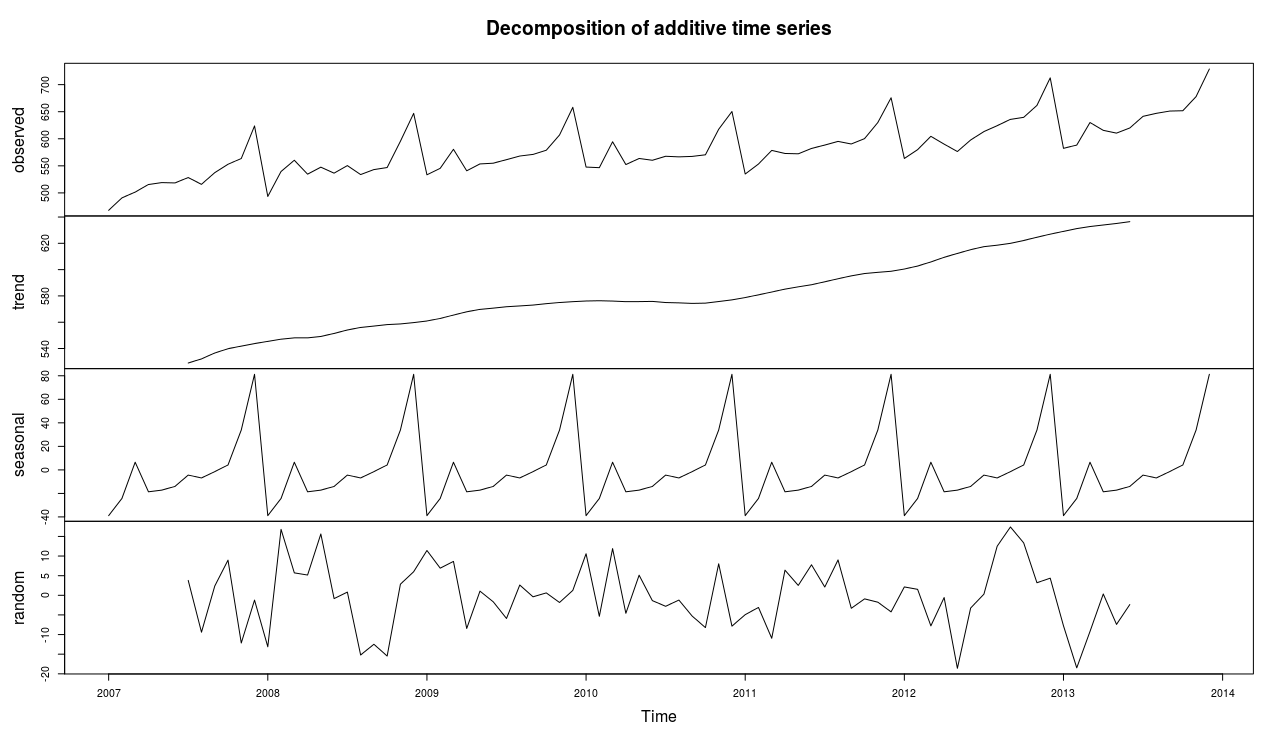 Decomposition of additive time series
observed
500 550 600 650 700
trend
540 580 620
seasonal
-40 0 20 40 60 80
random
-20 -10 0 5 10
2007 2008 2009 2010 2011 2012 2013 2014
Time